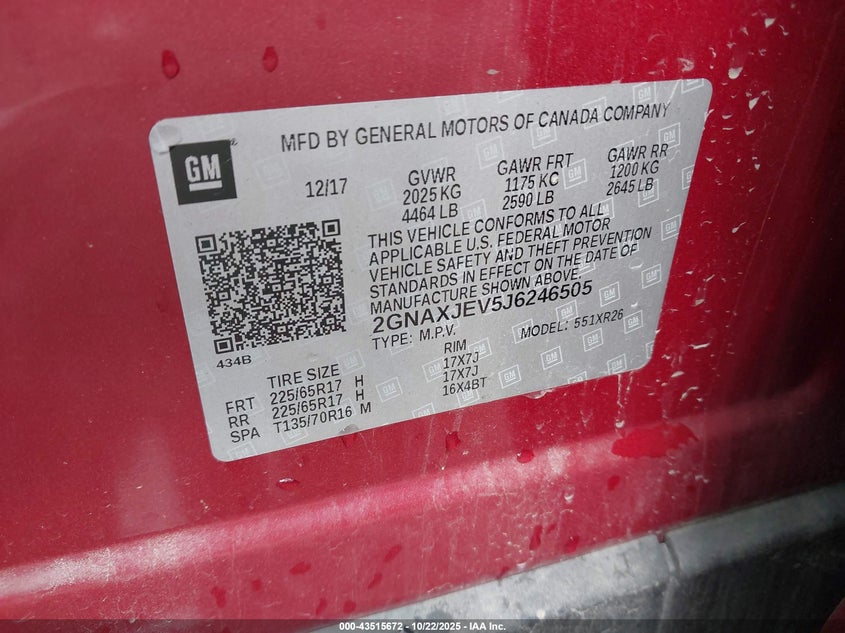 MFD BY GENERAL MOTORS OF CANADA COMPANY
GM
12/17
GVWR
2025 KG
4464 LB
GAWR FRT
1175 KG
2590 LB
GAWR RR
1200 KG
2645 LB
THIS VEHICLE CONFORMS TO ALL
APPLICABLE U.S. FEDERAL MOTOR
VEHICLE SAFETY AND THEFT PREVENTION
STANDARDS IN EFFECT ON THE DATE OF
MANUFACTURE SHOWN ABOVE.
2GNAXJEV5J6246505
TYPE: M.P.V. MODEL: 551XR26
434B
TIRE SIZE RIM
FRT 225/65R17 H 17X7J
RR 225/65R17 H 17X7J
SPA T135/70R16 M 16X4BT
000-43515672 | 10/22/2025 | IAA Inc.